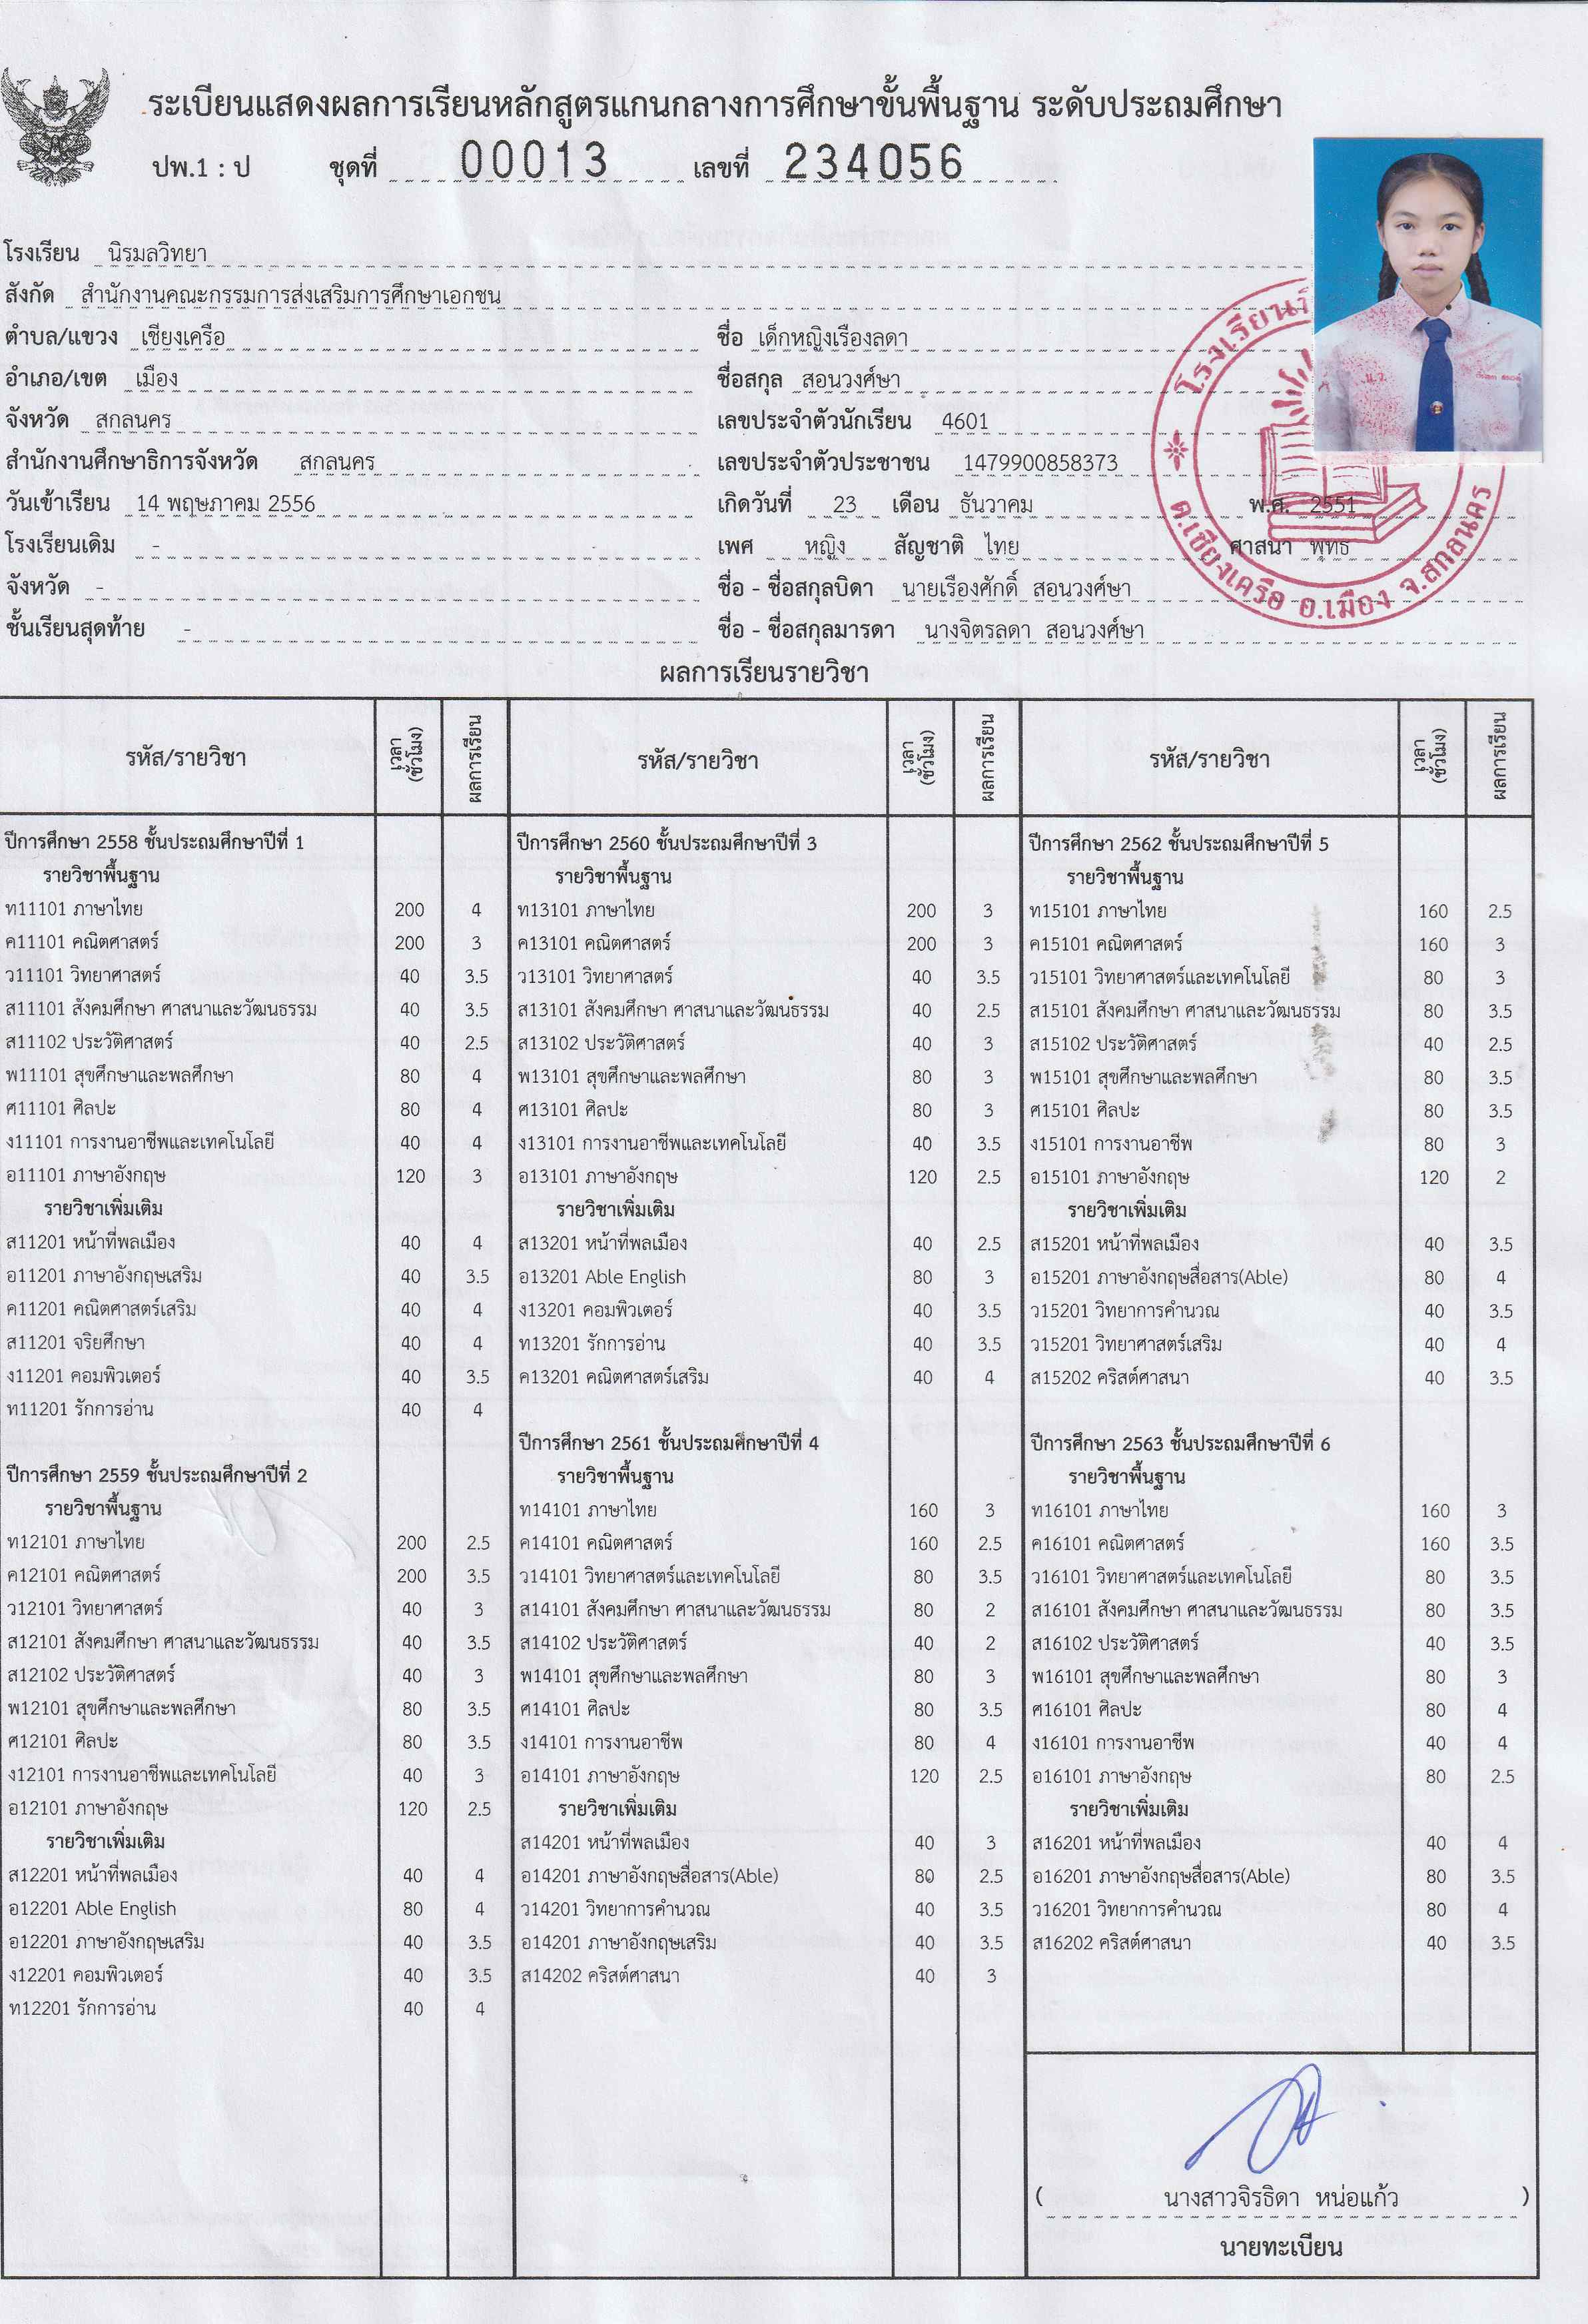 ระเบียนแสดงผลการเรียนหลักสูตรแกนกลางการศึกษาขั้นพื้นฐาน ระดับประถมศึกษา
ปพ.1 : ป ชุดที่ 00013 เลขที่ 234056
โรงเรียน นิรมลวิทยา
สังกัด สำนักงานคณะกรรมการส่งเสริมการศึกษาเอกชน
ตำบล/แขวง เชียงเครือ
อำเภอ/เขต เมือง
จังหวัด สกลนคร
สำนักงานศึกษาธิการจังหวัด สกลนคร
วันเข้าเรียน 14 พฤษภาคม 2556
โรงเรียนเดิม -
จังหวัด -
ชั้นเรียนสุดท้าย -
ชื่อ เด็กหญิงเรืองลดา
ชื่อสกุล สอนวงศ์ษา
เลขประจำตัวนักเรียน 4601
เลขประจำตัวประชาชน 1479900858373
เกิดวันที่ 23 เดือน ธันวาคม พ.ศ. 2551
เพศ หญิง สัญชาติ ไทย ศาสนา พุทธ
ชื่อ - ชื่อสกุลบิดา นายเรืองศักดิ์ สอนวงศ์ษา
ชื่อ - ชื่อสกุลมารดา นางจิตรลดา สอนวงศ์ษา
น.ว.
ต.เชียงเครือ อ.เมือง จ.สกลนคร
ผลการเรียนรายวิชา
รหัส/รายวิชา เวลา (ชั่วโมง) ผลการเรียน
ปีการศึกษา 2558 ชั้นประถมศึกษาปีที่ 1
รายวิชาพื้นฐาน
ท11101 ภาษาไทย 200 4
ค11101 คณิตศาสตร์ 200 3
ว11101 วิทยาศาสตร์ 40 3.5
ส11101 สังคมศึกษา ศาสนาและวัฒนธรรม 40 3.5
ส11102 ประวัติศาสตร์ 40 2.5
พ11101 สุขศึกษาและพลศึกษา 80 4
ศ11101 ศิลปะ 80 4
ง11101 การงานอาชีพและเทคโนโลยี 40 4
อ11101 ภาษาอังกฤษ 120 3
รายวิชาเพิ่มเติม
ส11201 หน้าที่พลเมือง 40 4
อ11201 ภาษาอังกฤษเสริม 40 3.5
ค11201 คณิตศาสตร์เสริม 40 4
ส11201 จริยศึกษา 40 4
ง11201 คอมพิวเตอร์ 40 3.5
ท11201 รักการอ่าน 40 4
ปีการศึกษา 2559 ชั้นประถมศึกษาปีที่ 2
รายวิชาพื้นฐาน
ท12101 ภาษาไทย 200 2.5
ค12101 คณิตศาสตร์ 200 3.5
ว12101 วิทยาศาสตร์ 40 3
ส12101 สังคมศึกษา ศาสนาและวัฒนธรรม 40 3.5
ส12102 ประวัติศาสตร์ 40 3
พ12101 สุขศึกษาและพลศึกษา 80 3.5
ศ12101 ศิลปะ 80 3.5
ง12101 การงานอาชีพและเทคโนโลยี 40 3
อ12101 ภาษาอังกฤษ 120 2.5
รายวิชาเพิ่มเติม
ส12201 หน้าที่พลเมือง 40 4
อ12201 Able English 80 4
อ12201 ภาษาอังกฤษเสริม 40 3.5
ง12201 คอมพิวเตอร์ 40 3.5
ท12201 รักการอ่าน 40 4
รหัส/รายวิชา เวลา (ชั่วโมง) ผลการเรียน
ปีการศึกษา 2560 ชั้นประถมศึกษาปีที่ 3
รายวิชาพื้นฐาน
ท13101 ภาษาไทย 200 3
ค13101 คณิตศาสตร์ 200 3
ว13101 วิทยาศาสตร์ 40 3.5
ส13101 สังคมศึกษา ศาสนาและวัฒนธรรม 40 2.5
ส13102 ประวัติศาสตร์ 40 3
พ13101 สุขศึกษาและพลศึกษา 80 3
ศ13101 ศิลปะ 80 3
ง13101 การงานอาชีพและเทคโนโลยี 40 3.5
อ13101 ภาษาอังกฤษ 120 2.5
รายวิชาเพิ่มเติม
ส13201 หน้าที่พลเมือง 40 2.5
อ13201 Able English 80 3
ง13201 คอมพิวเตอร์ 40 3.5
ท13201 รักการอ่าน 40 3.5
ค13201 คณิตศาสตร์เสริม 40 4
ปีการศึกษา 2561 ชั้นประถมศึกษาปีที่ 4
รายวิชาพื้นฐาน
ท14101 ภาษาไทย 160 3
ค14101 คณิตศาสตร์ 160 2.5
ว14101 วิทยาศาสตร์และเทคโนโลยี 80 3.5
ส14101 สังคมศึกษา ศาสนาและวัฒนธรรม 80 2
ส14102 ประวัติศาสตร์ 40 2
พ14101 สุขศึกษาและพลศึกษา 80 3
ศ14101 ศิลปะ 80 3.5
ง14101 การงานอาชีพ 80 4
อ14101 ภาษาอังกฤษ 120 2.5
รายวิชาเพิ่มเติม
ส14201 หน้าที่พลเมือง 40 3
อ14201 ภาษาอังกฤษสื่อสาร(Able) 80 2.5
ว14201 วิทยาการคำนวณ 40 3.5
อ14201 ภาษาอังกฤษเสริม 40 3.5
ส14202 คริสต์ศาสนา 40 3
รหัส/รายวิชา เวลา (ชั่วโมง) ผลการเรียน
ปีการศึกษา 2562 ชั้นประถมศึกษาปีที่ 5
รายวิชาพื้นฐาน
ท15101 ภาษาไทย 160 2.5
ค15101 คณิตศาสตร์ 160 3
ว15101 วิทยาศาสตร์และเทคโนโลยี 80 3
ส15101 สังคมศึกษา ศาสนาและวัฒนธรรม 80 3.5
ส15102 ประวัติศาสตร์ 40 2.5
พ15101 สุขศึกษาและพลศึกษา 80 3.5
ศ15101 ศิลปะ 80 3.5
ง15101 การงานอาชีพ 80 3
อ15101 ภาษาอังกฤษ 120 2
รายวิชาเพิ่มเติม
ส15201 หน้าที่พลเมือง 40 3.5
อ15201 ภาษาอังกฤษสื่อสาร(Able) 80 4
ว15201 วิทยาการคำนวณ 40 3.5
ว15201 วิทยาศาสตร์เสริม 40 4
ส15202 คริสต์ศาสนา 40 3.5
ปีการศึกษา 2563 ชั้นประถมศึกษาปีที่ 6
รายวิชาพื้นฐาน
ท16101 ภาษาไทย 160 3
ค16101 คณิตศาสตร์ 160 3.5
ว16101 วิทยาศาสตร์และเทคโนโลยี 80 3.5
ส16101 สังคมศึกษา ศาสนาและวัฒนธรรม 80 3.5
ส16102 ประวัติศาสตร์ 40 3.5
พ16101 สุขศึกษาและพลศึกษา 80 3
ศ16101 ศิลปะ 80 4
ง16101 การงานอาชีพ 40 4
อ16101 ภาษาอังกฤษ 80 2.5
รายวิชาเพิ่มเติม
ส16201 หน้าที่พลเมือง 40 4
อ16201 ภาษาอังกฤษสื่อสาร(Able) 80 3.5
ว16201 วิทยาการคำนวณ 80 4
ส16202 คริสต์ศาสนา 40 3.5
( นางสาวจิรธิดา หน่อแก้ว )
นายทะเบียน